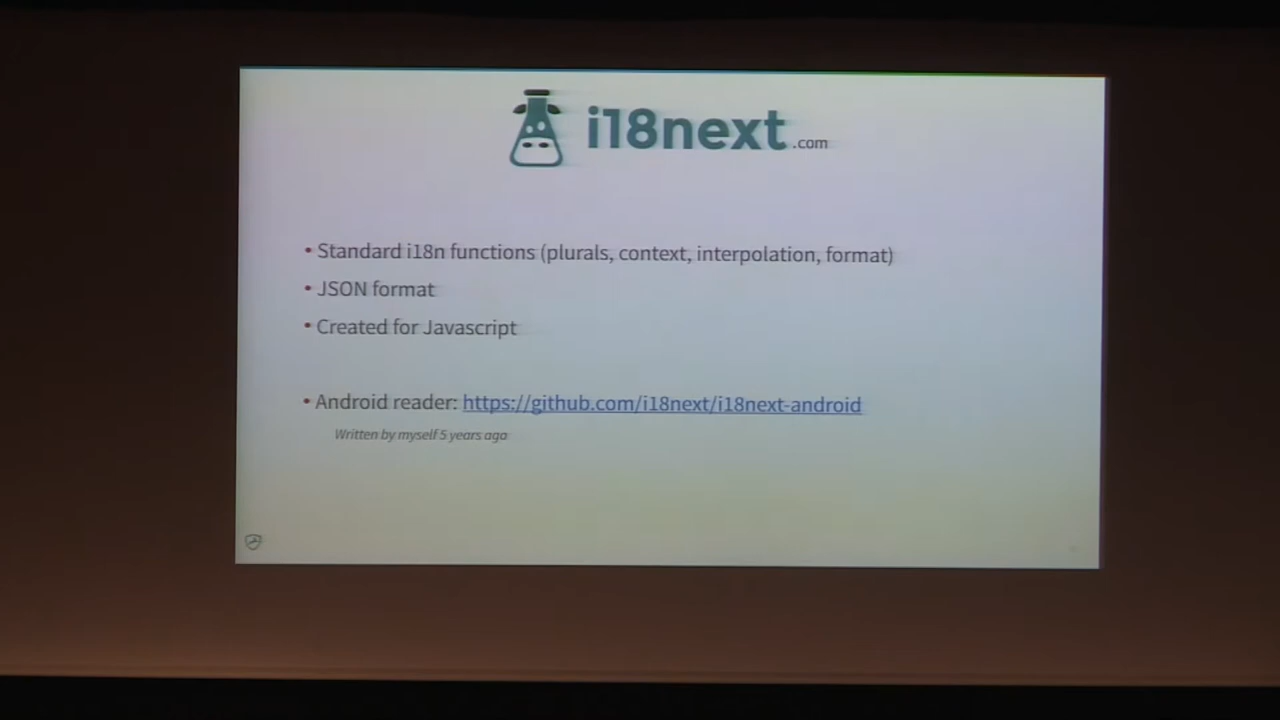 i18next.com
• Standard i18n functions (plurals, context, interpolation, format)
• JSON format
• Created for Javascript
• Android reader: https://github.com/i18next/i18next-android
Written by myself 5 years ago